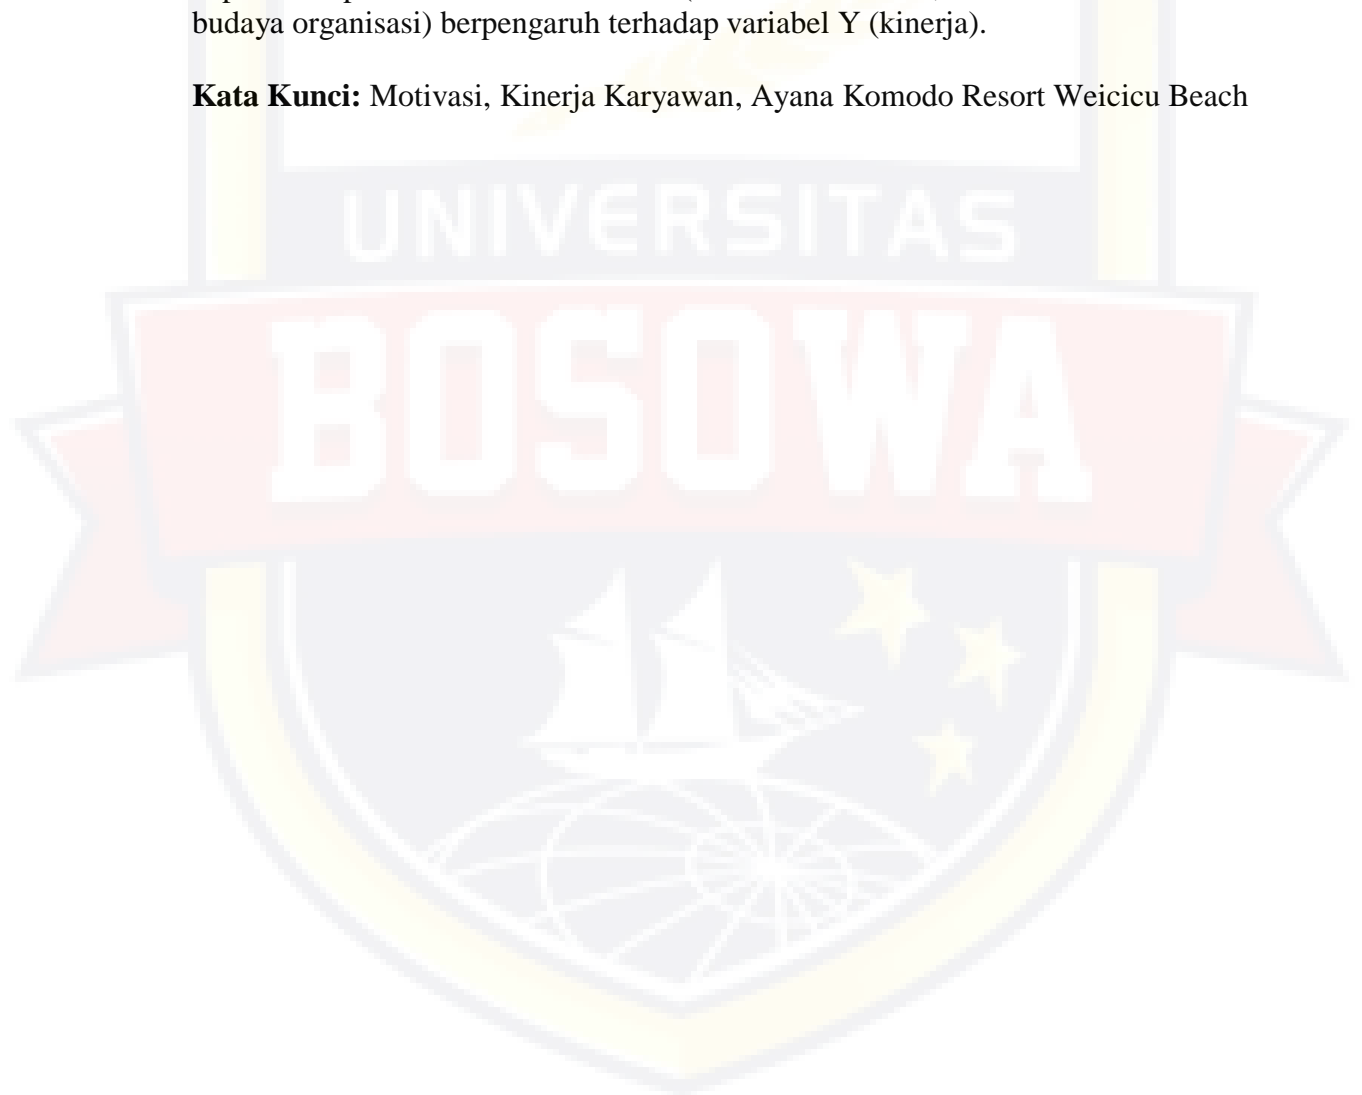 budaya organisasi) berpengaruh terhadap variabel Y (kinerja).
Kata Kunci: Motivasi, Kinerja Karyawan, Ayana Komodo Resort Weicicu Beach
UNIVERSITAS
BOSOWA